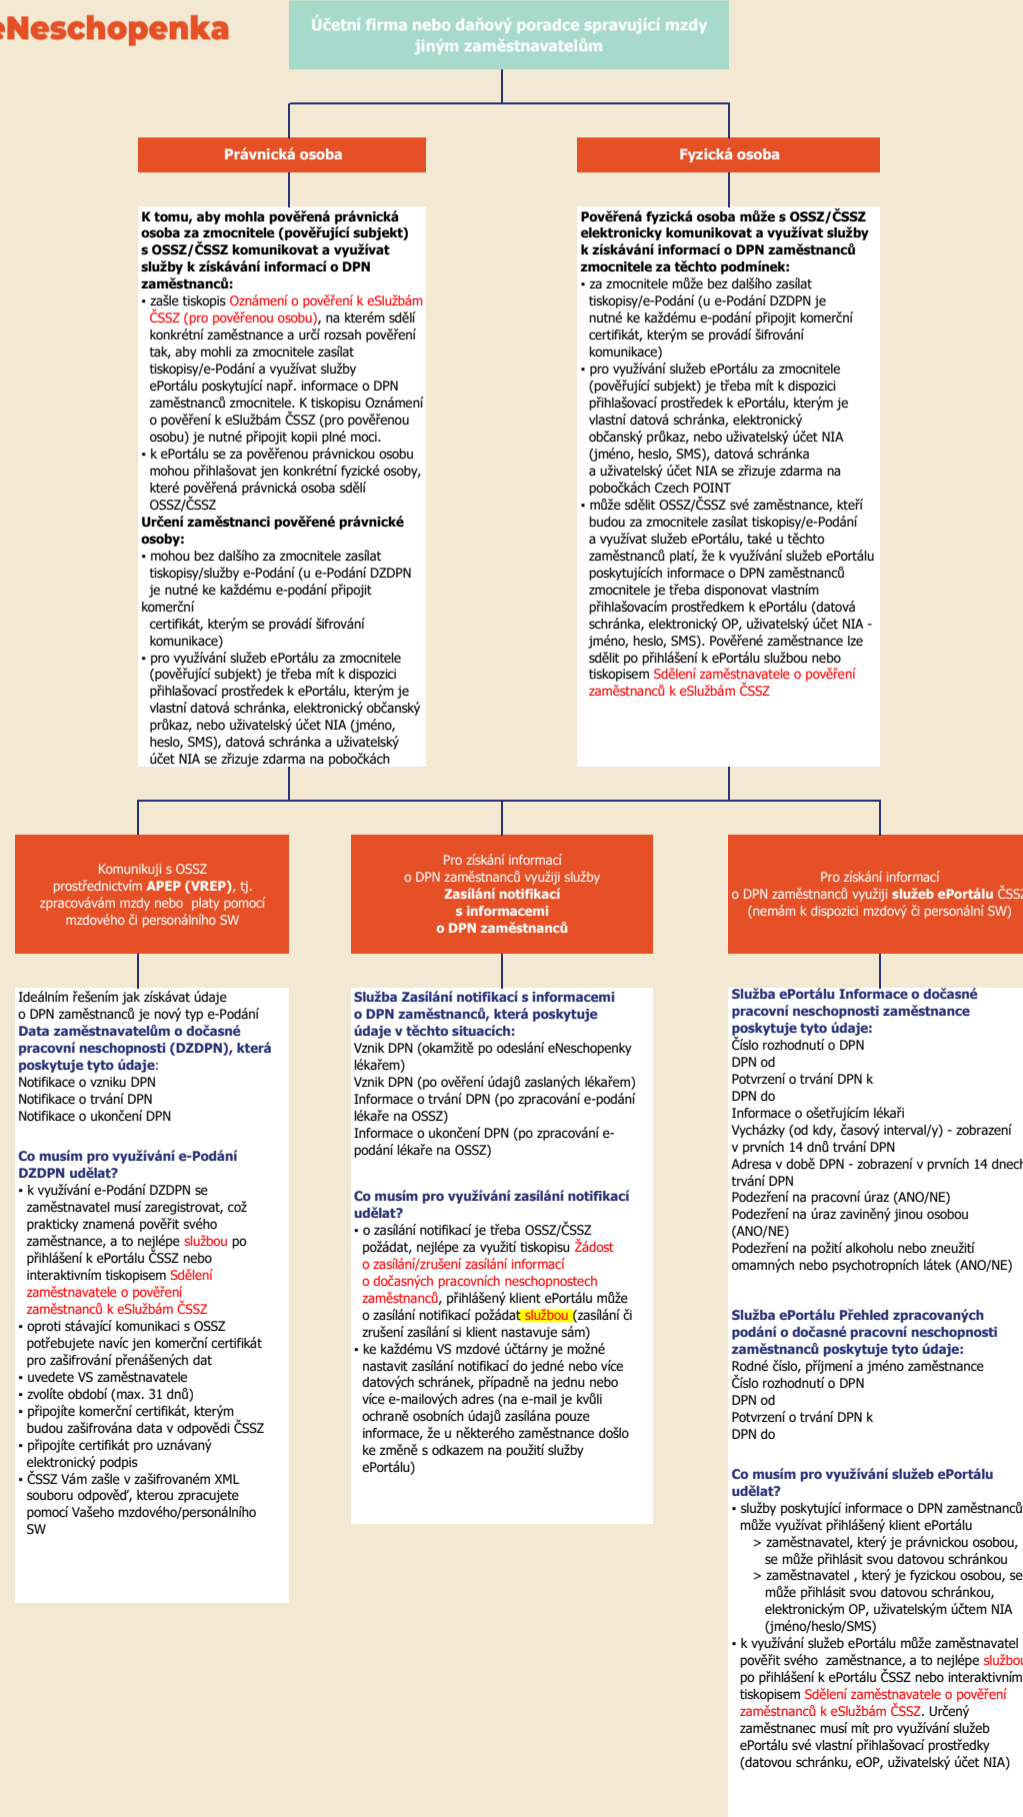 eNeschopenka
Účetní firma nebo daňový poradce spravující mzdy
jiným zaměstnavatelům
Právnická osoba
K tomu, aby mohla pověřená právnická
osoba za zmocnitele (pověřující subjekt)
s OSSZ/ČSSZ komunikovat a využívat
služby k získávání informací o DPN
zaměstnanců:
▪ zašle tiskopis Oznámení o pověření k eSlužbám
ČSSZ (pro pověřenou osobu), na kterém sdělí
konkrétní zaměstnance a určí rozsah pověření
tak, aby mohli za zmocnitele zasílat
tiskopisy/e-Podání a využívat služby
ePortálu poskytující např. informace o DPN
zaměstnanců zmocnitele. K tiskopisu Oznámení
o pověření k eSlužbám ČSSZ (pro pověřenou
osobu) je nutné připojit kopii plné moci.
▪ k ePortálu se za pověřenou právnickou osobu
mohou přihlašovat jen konkrétní fyzické osoby,
které pověřená právnická osoba sdělí
OSSZ/ČSSZ
Určení zaměstnanci pověřené právnické
osoby:
▪ mohou bez dalšího za zmocnitele zasílat
tiskopisy/služby e-Podání (u e-Podání DZDPN
je nutné ke každému e-podání připojit
komerční
certifikát, kterým se provádí šifrování
komunikace)
▪ pro využívání služeb ePortálu za zmocnitele
(pověřující subjekt) je třeba mít k dispozici
přihlašovací prostředek k ePortálu, kterým je
vlastní datová schránka, elektronický občanský
průkaz, nebo uživatelský účet NIA (jméno,
heslo, SMS), datová schránka a uživatelský
účet NIA se zřizuje zdarma na pobočkách
Fyzická osoba
Pověřená fyzická osoba může s OSSZ/ČSSZ
elektronicky komunikovat a využívat služby
k získávání informací o DPN zaměstnanců
zmocnitele za těchto podmínek:
▪ za zmocnitele může bez dalšího zasílat
tiskopisy/e-Podání (u e-Podání DZDPN je
nutné ke každému e-podání připojit komerční
certifikát, kterým se provádí šifrování
komunikace)
▪ pro využívání služeb ePortálu za zmocnitele
(pověřující subjekt) je třeba mít k dispozici
přihlašovací prostředek k ePortálu, kterým je
vlastní datová schránka, elektronický
občanský průkaz, nebo uživatelský účet NIA
(jméno, heslo, SMS), datová schránka
a uživatelský účet NIA se zřizuje zdarma na
pobočkách Czech POINT
▪ může sdělit OSSZ/ČSSZ své zaměstnance, kteří
budou za zmocnitele zasílat tiskopisy/e-Podání
a využívat služeb ePortálu, také u těchto
zaměstnanců platí, že k využívání služeb ePortálu
poskytujících informace o DPN zaměstnanců
zmocnitele je třeba disponovat vlastním
přihlašovacím prostředkem k ePortálu (datová
schránka, elektronický OP, uživatelský účet NIA -
jméno, heslo, SMS). Pověřené zaměstnance lze
sdělit po přihlášení k ePortálu službou nebo
tiskopisem Sdělení zaměstnavatele o pověření
zaměstnanců k eSlužbám ČSSZ
Komunikuji s OSSZ
prostřednictvím APEP (VREP), tj.
zpracovávám mzdy nebo platy pomocí
mzdového či personálního SW
Ideálním řešením jak získávat údaje
o DPN zaměstnanců je nový typ e-Podání
Data zaměstnavatelům o dočasné
pracovní neschopnosti (DZDPN), která
poskytuje tyto údaje:
Notifikace o vzniku DPN
Notifikace o trvání DPN
Notifikace o ukončení DPN
Co musím pro využívání e-Podání
DZDPN udělat?
▪ k využívání e-Podání DZDPN se
zaměstnavatel musí zaregistrovat, což
prakticky znamená pověřit svého
zaměstnance, a to nejlépe službou po
přihlášení k ePortálu ČSSZ nebo
interaktivním tiskopisem Sdělení
zaměstnavatele o pověření
zaměstnanců k eSlužbám ČSSZ
▪ oproti stávající komunikaci s OSSZ
potřebujete navíc jen komerční certifikát
pro zašifrování přenášených dat
▪ uvedete VS zaměstnavatele
▪ zvolíte období (max. 31 dnů)
▪ připojíte komerční certifikát, kterým
budou zašifrována data v odpovědi ČSSZ
▪ připojíte certifikát pro uznávaný
elektronický podpis
▪ ČSSZ Vám zašle v zašifrovaném XML
souboru odpověď, kterou zpracujete
pomocí Vašeho mzdového/personálního
SW
Pro získání informací
o DPN zaměstnanců využiji služby
Zasílání notifikací
s informacemi
o DPN zaměstnanců
Služba Zasílání notifikací s informacemi
o DPN zaměstnanců, která poskytuje
údaje v těchto situacích:
Vznik DPN (okamžitě po odeslání eNeschopenky
lékařem)
Vznik DPN (po ověření údajů zaslaných lékařem)
Informace o trvání DPN (po zpracování e-podání
lékaře na OSSZ)
Informace o ukončení DPN (po zpracování e-
podání lékaře na OSSZ)
Co musím pro využívání zasílání notifikací
udělat?
▪ o zasílání notifikací je třeba OSSZ/ČSSZ
požádat, nejlépe za využití tiskopisu Žádost
o zasílání/zrušení zasílání informací
o dočasných pracovních neschopnostech
zaměstnanců, přihlášený klient ePortálu může
o zasílání notifikací požádat službou (zasílání či
zrušení zasílání si klient nastavuje sám)
▪ ke každému VS mzdové účtárny je možné
nastavit zasílání notifikací do jedné nebo více
datových schránek, případně na jednu nebo
více e-mailových adres (na e-mail je kvůli
ochraně osobních údajů zasílána pouze
informace, že u některého zaměstnance došlo
ke změně s odkazem na použití služby
ePortálu)
Pro získání informací
o DPN zaměstnanců využiji služeb ePortálu ČSSZ
(nemám k dispozici mzdový či personální SW)
Služba ePortálu Informace o dočasné
pracovní neschopnosti zaměstnance
poskytuje tyto údaje:
Číslo rozhodnutí o DPN
DPN od
Potvrzení o trvání DPN k
DPN do
Informace o ošetřujícím lékaři
Vycházky (od kdy, časový interval/y) - zobrazení
v prvních 14 dnů trvání DPN
Adresa v době DPN - zobrazení v prvních 14 dnech
trvání DPN
Podezření na pracovní úraz (ANO/NE)
Podezření na úraz zaviněný jinou osobou
(ANO/NE)
Podezření na požití alkoholu nebo zneužití
omamných nebo psychotropních látek (ANO/NE)
Služba ePortálu Přehled zpracovaných
podání o dočasné pracovní neschopnosti
zaměstnanců poskytuje tyto údaje:
Rodné číslo, příjmení a jméno zaměstnance
Číslo rozhodnutí o DPN
DPN od
Potvrzení o trvání DPN k
DPN do
Co musím pro využívání služeb ePortálu
udělat?
▪ služby poskytující informace o DPN zaměstnanců
může využívat přihlášený klient ePortálu
> zaměstnavatel, který je právnickou osobou,
se může přihlásit svou datovou schránkou
> zaměstnavatel , který je fyzickou osobou, se
může přihlásit svou datovou schránkou,
elektronickým OP, uživatelským účtem NIA
(jméno/heslo/SMS)
▪ k využívání služeb ePortálu může zaměstnavatel
pověřit svého zaměstnance, a to nejlépe službou
po přihlášení k ePortálu ČSSZ nebo interaktivním
tiskopisem Sdělení zaměstnavatele o pověření
zaměstnanců k eSlužbám ČSSZ. Určený
zaměstnanec musí mít pro využívání služeb
ePortálu své vlastní přihlašovací prostředky
(datovou schránku, eOP, uživatelský účet NIA)